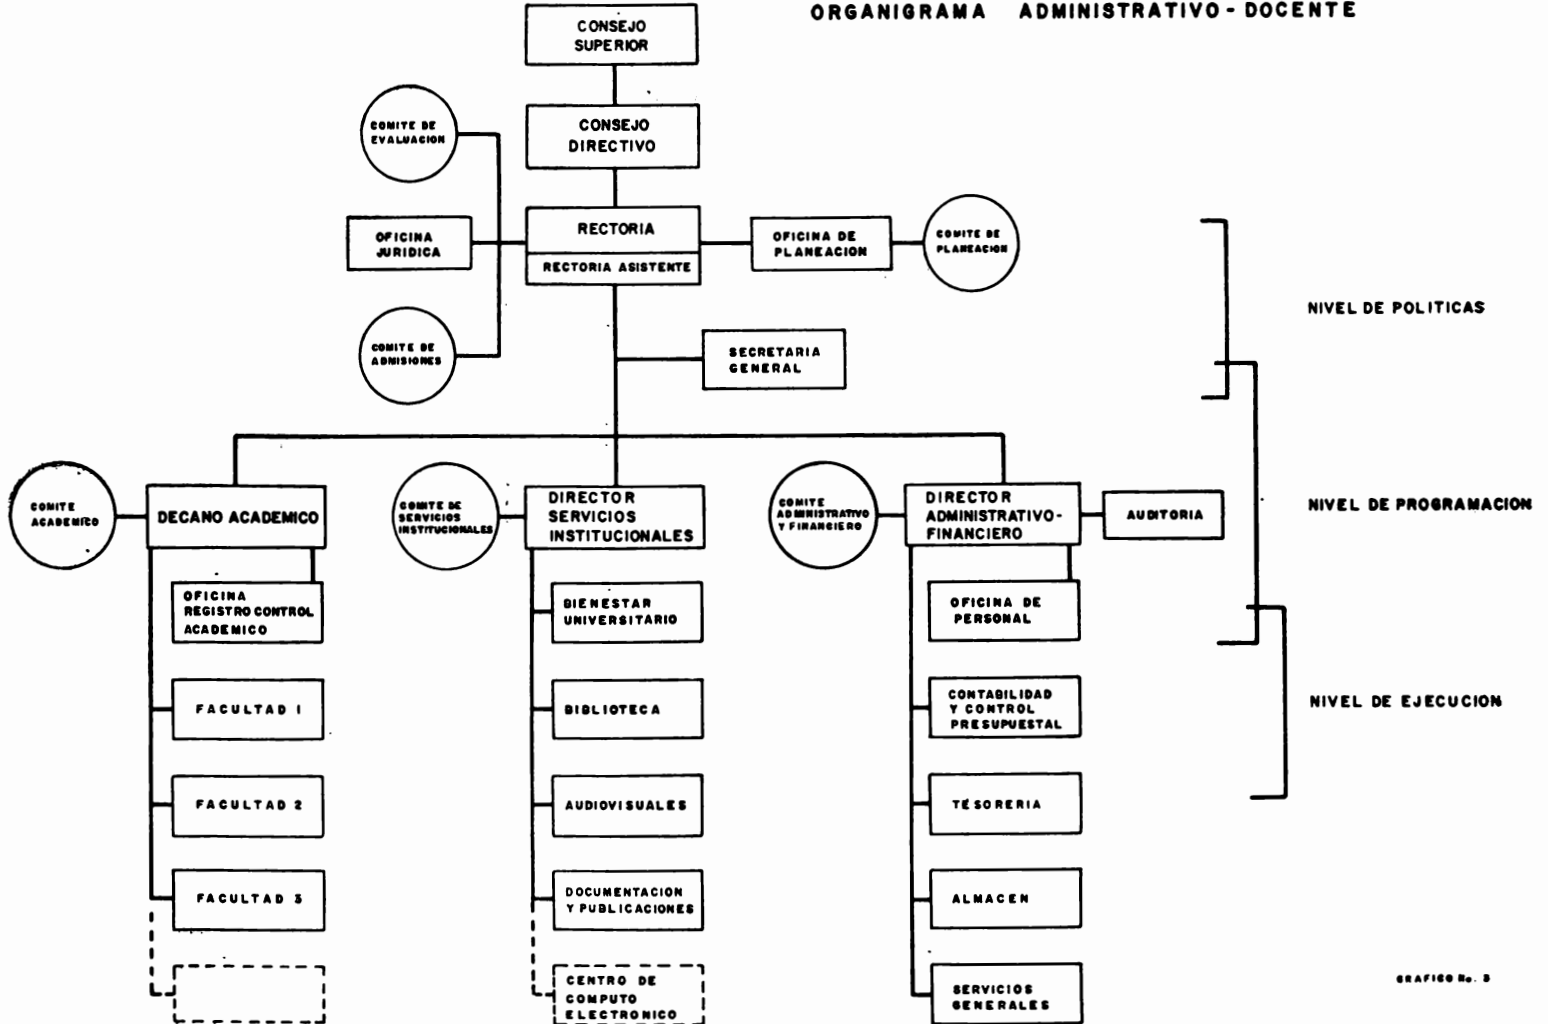 ORGANIGRAMA ADMINISTRATIVO-DOCENTE
CONSEJO
SUPERIOR
CONSEJO
DIRECTIVO
COMITE DE
EVALUACION
OFICINA
JURIDICA
RECTORIA
RECTORIA ASISTENTE
OFICINA DE
PLANEACION
COMITE DE
PLANEACION
COMITE DE
ADMISIONES
SECRETARIA
GENERAL
NIVEL DE POLITICAS
COMITE
ACADEMICO
DECANO ACADEMICO
COMITE DE
SERVICIOS
INSTITUCIONALES
DIRECTOR
SERVICIOS
INSTITUCIONALES
COMITE
ADMINISTRATIVO
Y FINANCIERO
DIRECTOR
ADMINISTRATIVO-
FINANCIERO
AUDITORIA
NIVEL DE PROGRAMACION
OFICINA
REGISTRO CONTROL
ACADEMICO
BIENESTAR
UNIVERSITARIO
OFICINA DE
PERSONAL
FACULTAD 1
BIBLIOTECA
CONTABILIDAD
Y CONTROL
PRESUPUESTAL
NIVEL DE EJECUCION
FACULTAD 2
AUDIOVISUALES
TESORERIA
FACULTAD 3
DOCUMENTACION
Y PUBLICACIONES
ALMACEN
CENTRO DE
COMPUTO
ELECTRONICO
SERVICIOS
GENERALES
GRAFICO No. 3